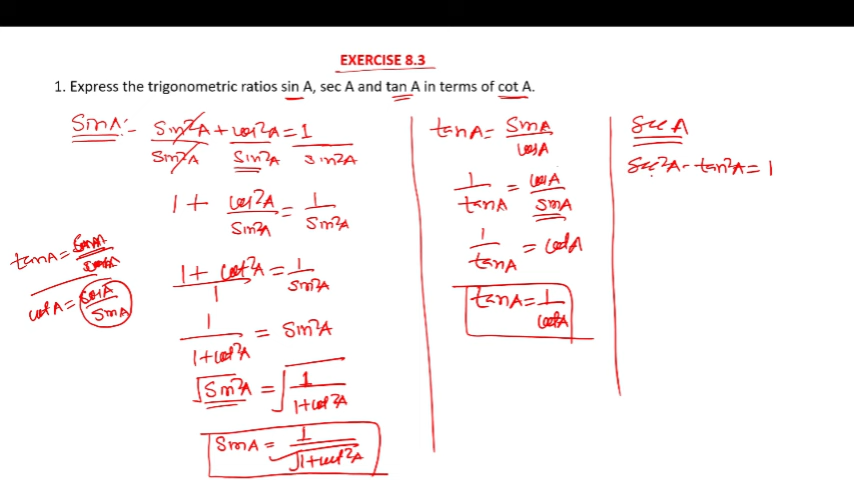 EXERCISE 8.3
1. Express the trigonometric ratios sin A, sec A and tan A in terms of cot A.
SinA:-
Sin²A/Sin²A + cos²A/Sin²A = 1/Sin²A
1 + cos²A/Sin²A = 1/Sin²A
1 + cot²A/1 = 1/Sin²A
1/1+cot²A = Sin²A
√Sin²A = √1/1+cot²A
SinA = 1/√1+cot²A
tanA =
cotA = cosA/SinA
tanA = SinA/cosA
1/tanA = cosA/SinA
1/tanA = cotA
tanA = 1/cotA
Sec A
Sec²A - tan²A = 1